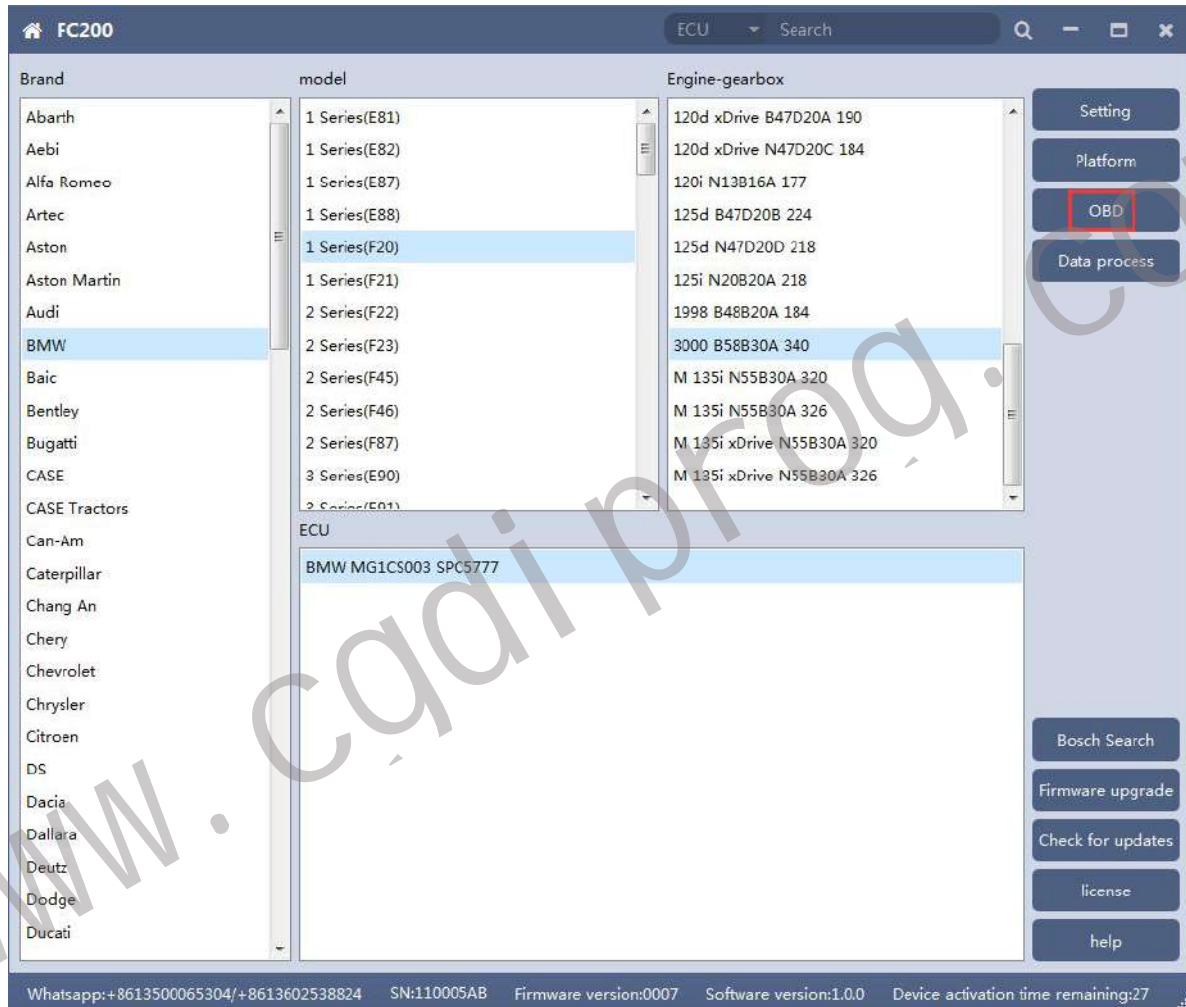 FC200
ECU
Search
Brand
Abarth
Aebi
Alfa Romeo
Artec
Aston
Aston Martin
Audi
BMW
Baic
Bentley
Bugatti
CASE
CASE Tractors
Can-Am
Caterpillar
Chang An
Chery
Chevrolet
Chrysler
Citroen
DS
Dacia
Dallara
Deutz
Dodge
Ducati
model
1 Series(E81)
1 Series(E82)
1 Series(E87)
1 Series(E88)
1 Series(F20)
1 Series(F21)
2 Series(F22)
2 Series(F23)
2 Series(F45)
2 Series(F46)
2 Series(F87)
3 Series(E90)
3 Series(E91)
Engine-gearbox
120d xDrive B47D20A 190
120d xDrive N47D20C 184
120i N13B16A 177
125d B47D20B 224
125d N47D20D 218
125i N20B20A 218
1998 B48B20A 184
3000 B58B30A 340
M 135i N55B30A 320
M 135i N55B30A 326
M 135i xDrive N55B30A 320
M 135i xDrive N55B30A 326
ECU
BMW MG1CS003 SPC5777
Setting
Platform
OBD
Data process
Bosch Search
Firmware upgrade
Check for updates
license
help
Whatsapp:+8613500065304/+8613602538824 SN:110005AB Firmware version:0007 Software version:1.0.0 Device activation time remaining:27
www.cqdiprog.co